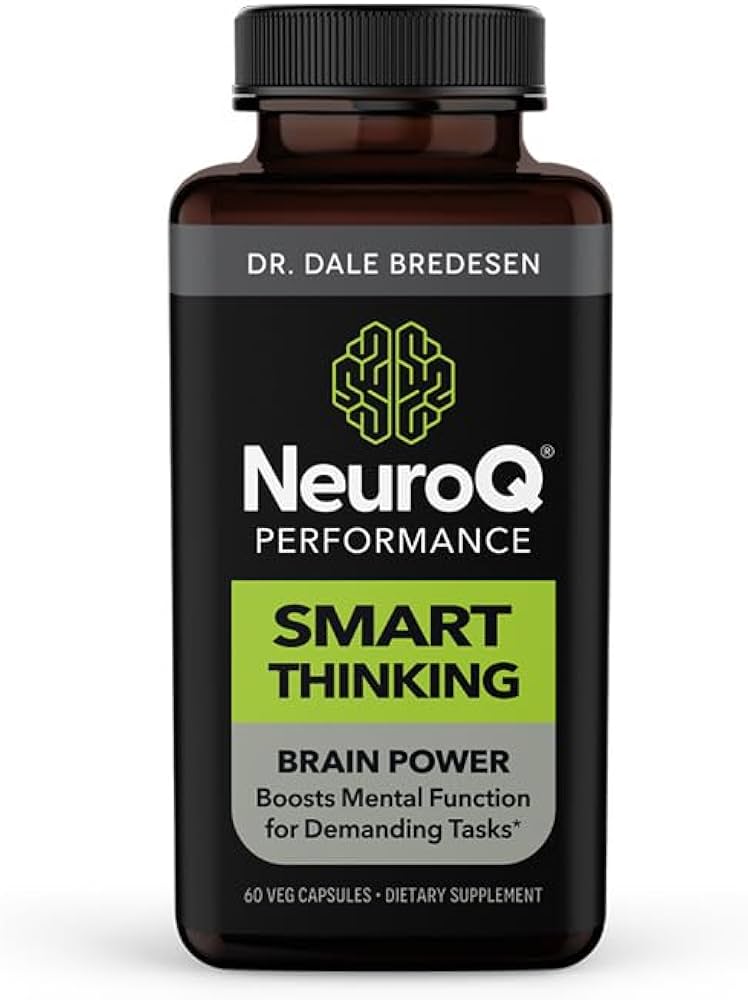 DR. DALE BREDESEN
NeuroQ®
PERFORMANCE
SMART
THINKING
BRAIN POWER
Boosts Mental Function
for Demanding Tasks*
60 VEG CAPSULES • DIETARY SUPPLEMENT